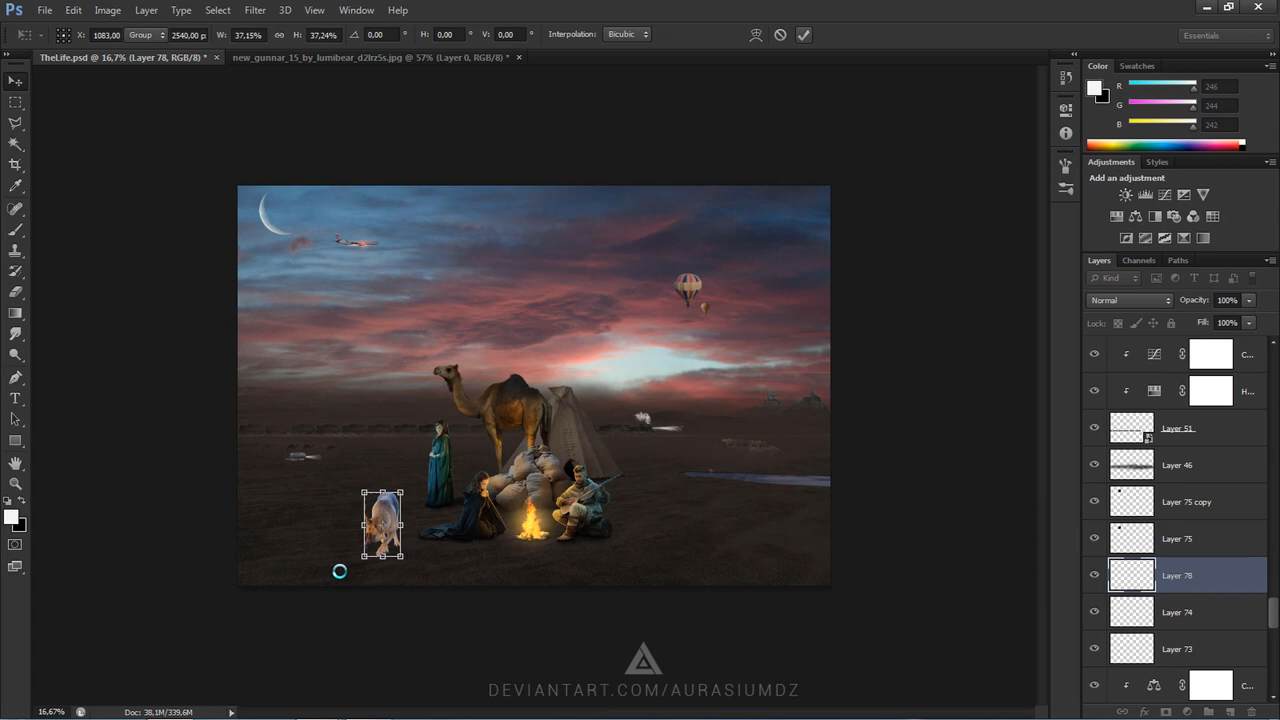 Ps File Edit Image Layer Type Select Filter 3D View Window Help
X: 1083,00 Group 2540,00 p: W: 37,15% H: 37,24% 0,00 ° H: 0,00 ° V: 0,00 ° Interpolation: Bicubic Essentials
TheLife.psd @ 16,7% (Layer 78, RGB/8) * × new_gunnar_15_by_lumibear_d2lrz5s.jpg @ 57% (Layer 0, RGB/8) * ×
Color Swatches
R 246
G 244
B 242
Adjustments Styles
Add an adjustment
Layers Channels Paths
Kind
Normal Opacity: 100%
Lock: Fill: 100%
C...
H...
Layer 51
Layer 46
Layer 75 copy
Layer 75
Layer 78
Layer 74
Layer 73
C...
DEVIANTART.COM/AURASIUMDZ
16,67% Doc: 38,1M/339,6M